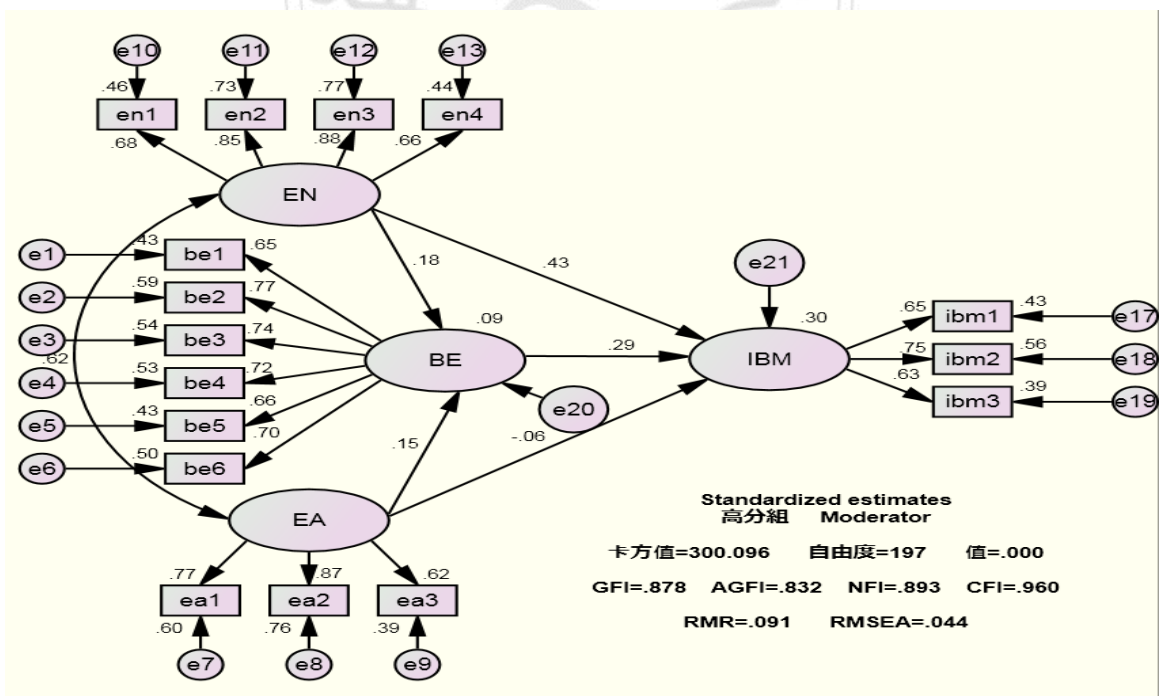 e10 e11 e12 e13
.46 .73 .77 .44
en1 en2 en3 en4
.68 .85 .88 .66
EN
e1 .43 be1 .65
e2 .59 be2 .77
e3 .54 be3 .74
e4 .53 be4 .72
e5 .43 be5 .66
e6 .50 be6 .70
.62
.18 .43
BE .09
.29
e20
.15 -.06
e21
IBM .30
.65 ibm1 .43 e17
.75 ibm2 .56 e18
.63 ibm3 .39 e19
EA
.77 .87 .62
ea1 ea2 ea3
.60 .76 .39
e7 e8 e9
Standardized estimates
高分組 Moderator
卡方值=300.096 自由度=197 值=.000
GFI=.878 AGFI=.832 NFI=.893 CFI=.960
RMR=.091 RMSEA=.044